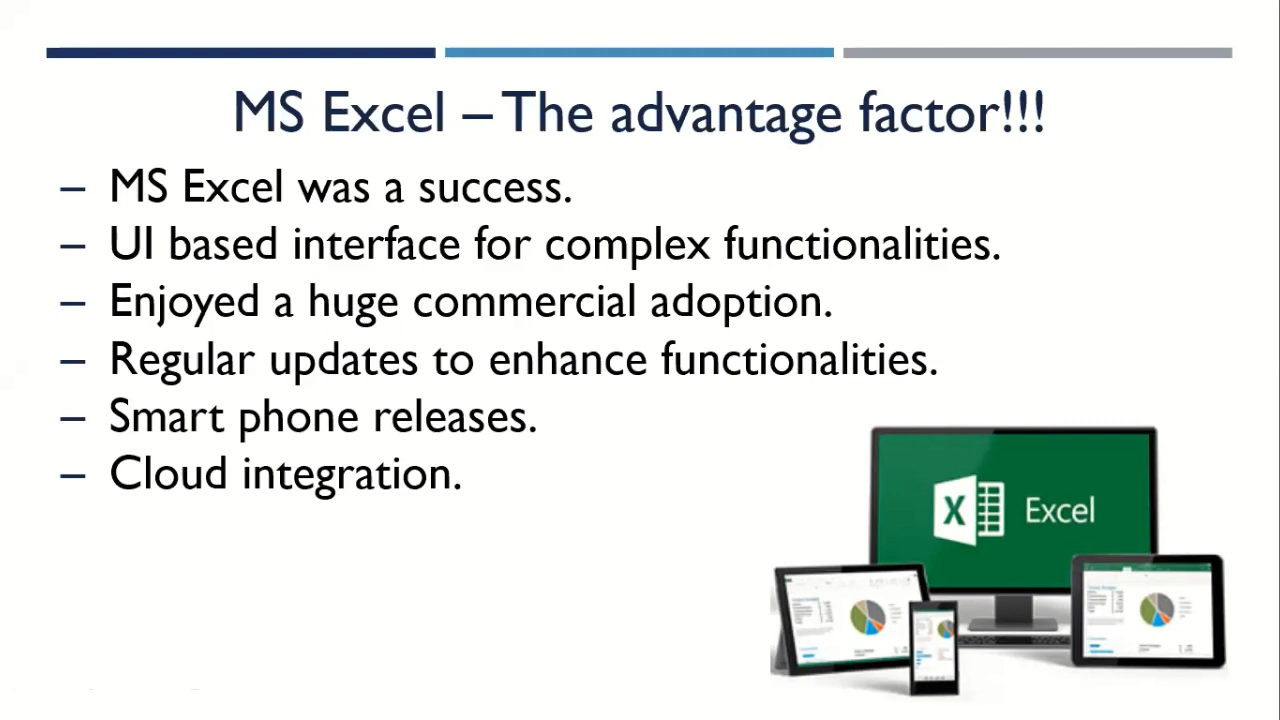 MS Excel – The advantage factor!!!
– MS Excel was a success.
– UI based interface for complex functionalities.
– Enjoyed a huge commercial adoption.
– Regular updates to enhance functionalities.
– Smart phone releases.
– Cloud integration.
X Excel